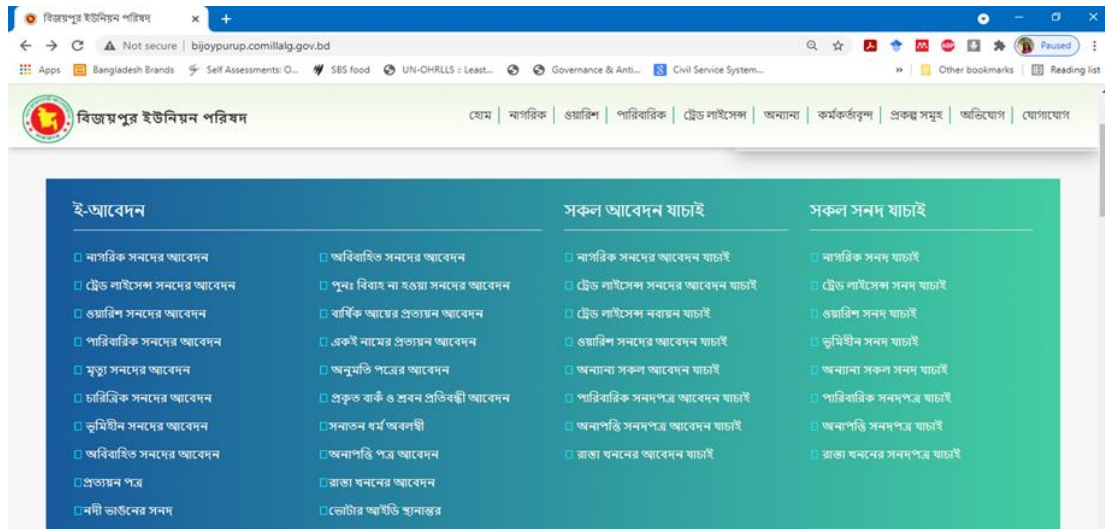 বিজয়পুর ইউনিয়ন পরিষদ
Not secure | bijoypurup.comillalg.gov.bd
Paused
Apps Bangladesh Brands Self Assessments: O... SBS food UN-OHRLLS :: Least... Governance & Anti... Civil Service System... » Other bookmarks Reading list
বিজয়পুর ইউনিয়ন পরিষদ
হোম | নাগরিক | ওয়ারিশ | পারিবারিক | ট্রেড লাইসেন্স | অন্যান্য | কর্মকর্তাবৃন্দ | প্রকল্প সমূহ | অভিযোগ | যোগাযোগ
ই-আবেদন
নাগরিক সনদের আবেদন
ট্রেড লাইসেন্স সনদের আবেদন
ওয়ারিশ সনদের আবেদন
পারিবারিক সনদের আবেদন
মৃত্যু সনদের আবেদন
চারিত্রিক সনদের আবেদন
ভূমিহীন সনদের আবেদন
অবিবাহিত সনদের আবেদন
প্রত্যয়ন পত্র
নদী ভাঙনের সনদ
অবিবাহিত সনদের আবেদন
পুনঃ বিবাহ না হওয়া সনদের আবেদন
বার্ষিক আয়ের প্রত্যয়ন আবেদন
একই নামের প্রত্যয়ন আবেদন
অনুমতি পত্রের আবেদন
প্রকৃত বাকঁ ও শ্রবন প্রতিবন্ধী আবেদন
সনাতন ধর্ম অবলম্বী
অনাপত্তি পত্র আবেদন
রাস্তা খননের আবেদন
ভোটার আইডি স্থানান্তর
সকল আবেদন যাচাই
নাগরিক সনদের আবেদন যাচাই
ট্রেড লাইসেন্স সনদের আবেদন যাচাই
ট্রেড লাইসেন্স নবায়ন যাচাই
ওয়ারিশ সনদের আবেদন যাচাই
অন্যান্য সকল আবেদন যাচাই
পারিবারিক সনদপত্র আবেদন যাচাই
অনাপত্তি সনদপত্র আবেদন যাচাই
রাস্তা খননের আবেদন যাচাই
সকল সনদ যাচাই
নাগরিক সনদ যাচাই
ট্রেড লাইসেন্স সনদ যাচাই
ওয়ারিশ সনদ যাচাই
ভূমিহীন সনদ যাচাই
অন্যান্য সকল সনদ যাচাই
পারিবারিক সনদপত্র যাচাই
অনাপত্তি সনদপত্র যাচাই
রাস্তা খননের সনদপত্র যাচাই